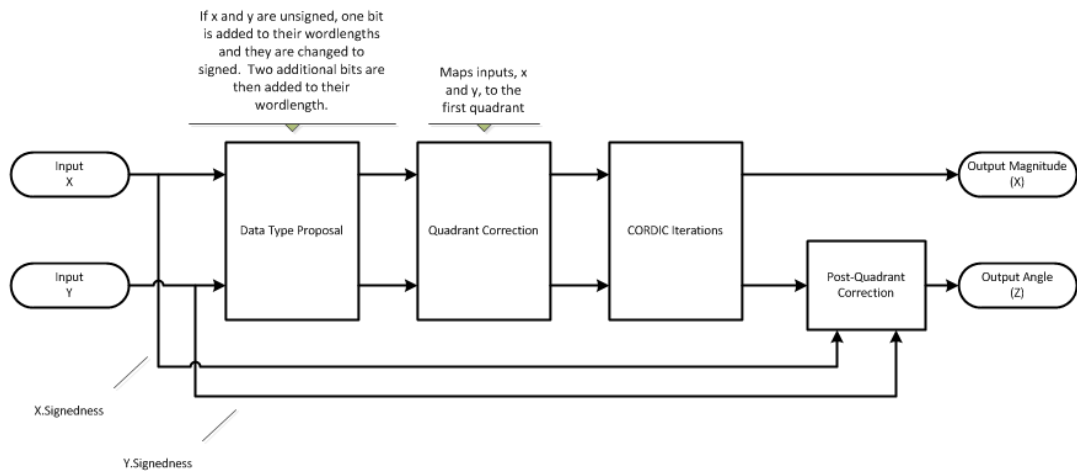 If x and y are unsigned, one bit
is added to their wordlengths
and they are changed to
signed. Two additional bits are
then added to their
wordlength.
Maps inputs, x
and y, to the
first quadrant
Input
X
Data Type Proposal
Quadrant Correction
CORDIC Iterations
Output Magnitude
(X)
Input
Y
Post-Quadrant
Correction
Output Angle
(Z)
X.Signedness
Y.Signedness